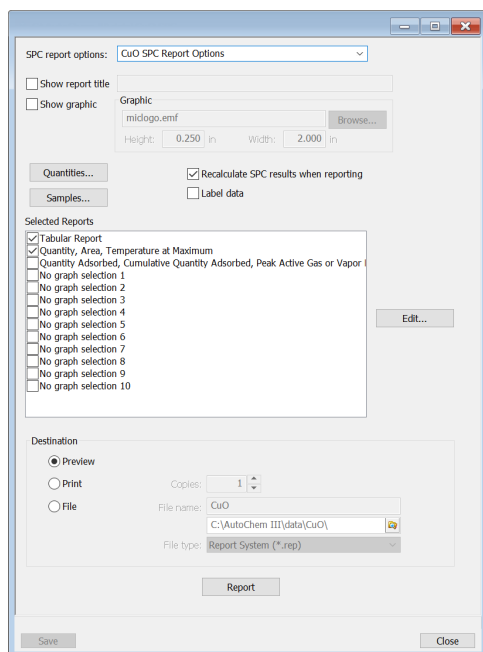 SPC report options: CuO SPC Report Options
Show report title
Show graphic
Graphic
miclogo.emf Browse...
Height: 0.250 in Width: 2.000 in
Quantities... Recalculate SPC results when reporting
Samples... Label data
Selected Reports
Tabular Report
Quantity, Area, Temperature at Maximum
Quantity Adsorbed, Cumulative Quantity Adsorbed, Peak Active Gas or Vapor
No graph selection 1
No graph selection 2
No graph selection 3
No graph selection 4
No graph selection 5
No graph selection 6
No graph selection 7
No graph selection 8
No graph selection 9
No graph selection 10
Edit...
Destination
Preview
Print Copies: 1
File File name: CuO
C:\AutoChem III\data\CuO\
File type: Report System (*.rep)
Report
Save Close